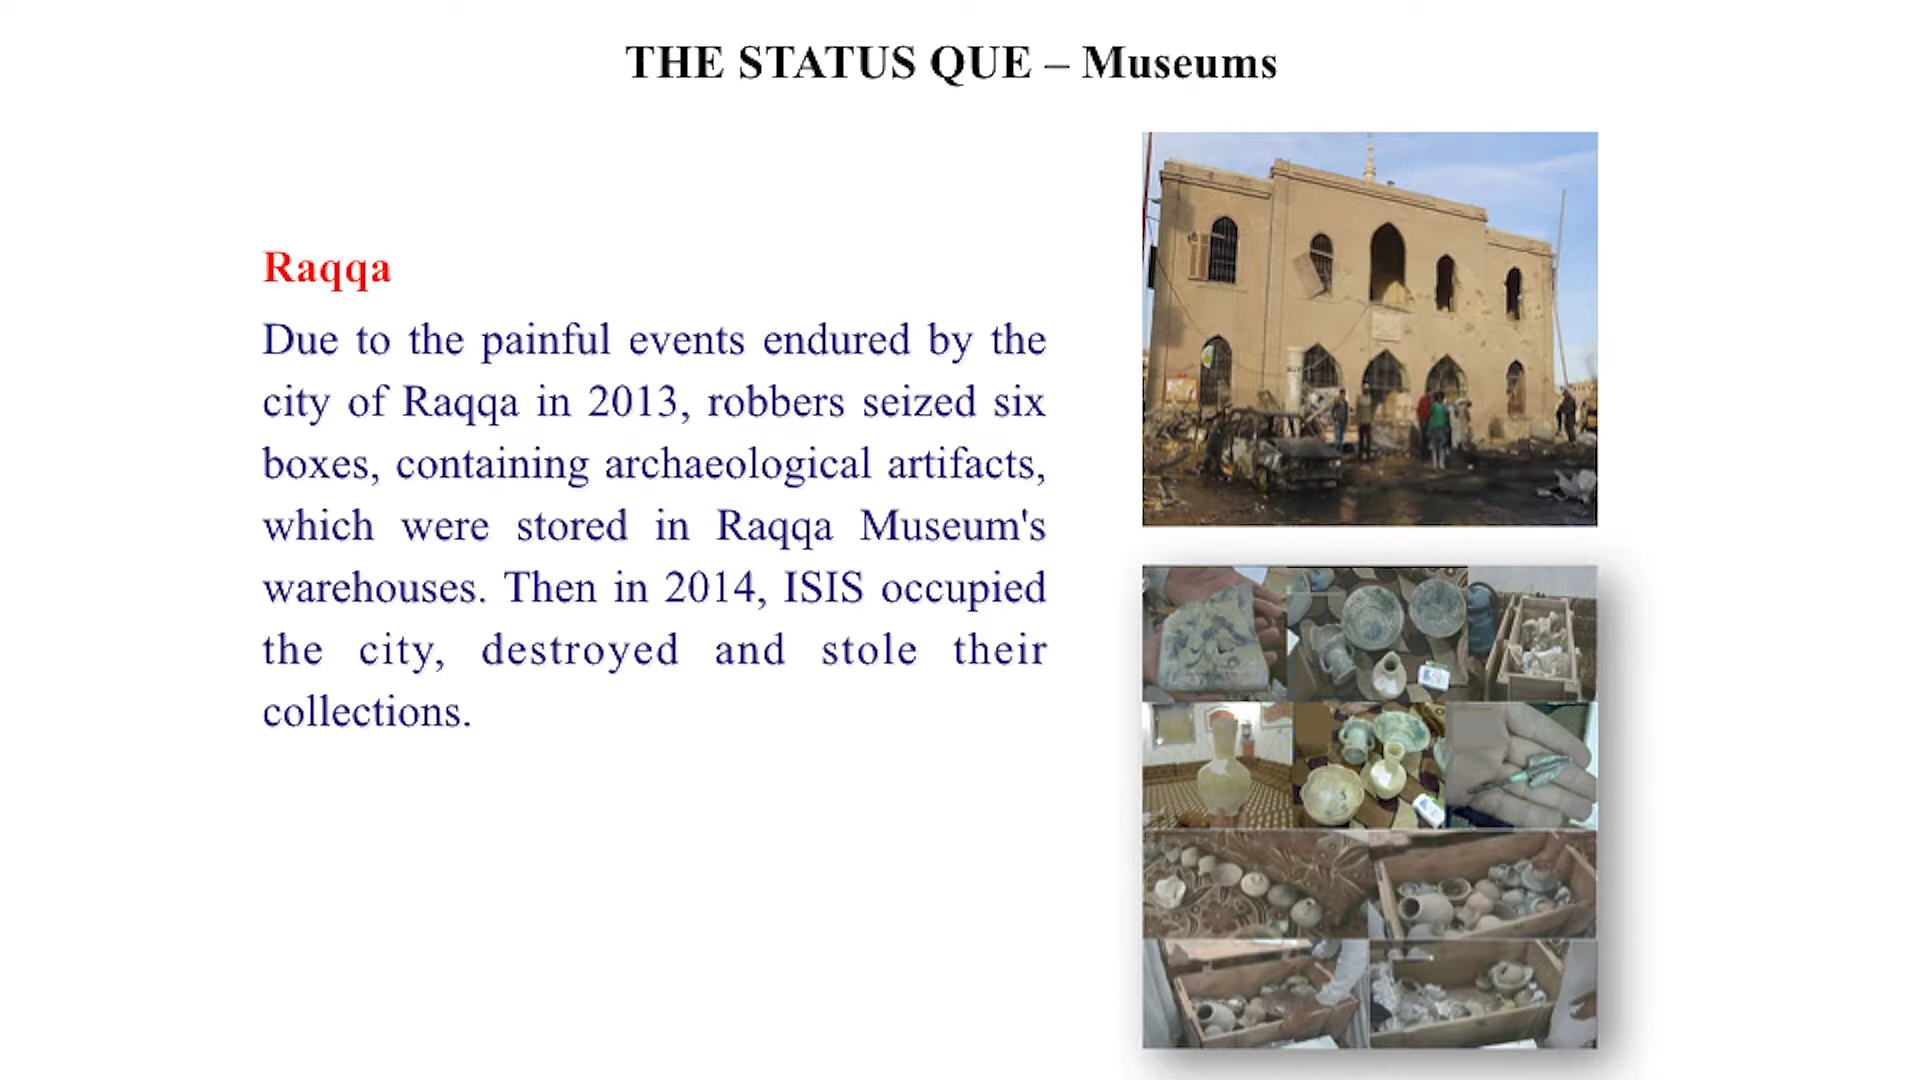 THE STATUS QUE – Museums
Raqqa
Due to the painful events endured by the
city of Raqqa in 2013, robbers seized six
boxes, containing archaeological artifacts,
which were stored in Raqqa Museum's
warehouses. Then in 2014, ISIS occupied
the city, destroyed and stole their
collections.